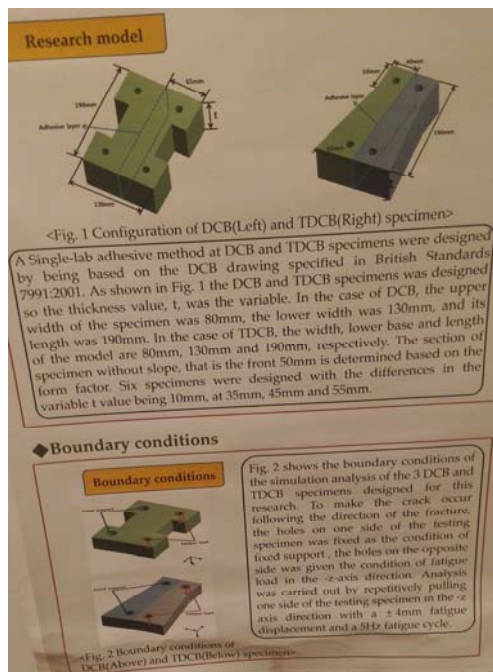 Research model
190mm
65mm
t
Adhesive layer
130mm
50mm
40mm
Adhesive layer
190mm
<Fig. 1 Configuration of DCB(Left) and TDCB(Right) specimen>
A Single-lab adhesive method at DCB and TDCB specimens were designed
by being based on the DCB drawing specified in British Standards
7991:2001. As shown in Fig. 1 the DCB and TDCB specimens was designed
so the thickness value, t, was the variable. In the case of DCB, the upper
width of the specimen was 80mm, the lower width was 130mm, and its
length was 190mm. In the case of TDCB, the width, lower base and length
of the model are 80mm, 130mm and 190mm, respectively. The section of
specimen without slope, that is the front 50mm is determined based on the
form factor. Six specimens were designed with the differences in the
variable t value being 10mm, at 35mm, 45mm and 55mm.
◆Boundary conditions
Boundary conditions
Fig. 2 shows the boundary conditions of
the simulation analysis of the 3 DCB and
TDCB specimens designed for this
research. To make the crack occur
following the direction of the fracture,
the holes on one side of the testing
specimen was fixed as the condition of
fixed support , the holes on the opposite
side was given the condition of fatigue
load in the -z-axis direction. Analysis
was carried out by repetitively pulling
one side of the testing specimen in the -z
axis direction with a ±4mm fatigue
displacement and a 5Hz fatigue cycle.
<Fig. 2 Boundary conditions of
DCB(Above) and TDCB(Below) specimen>